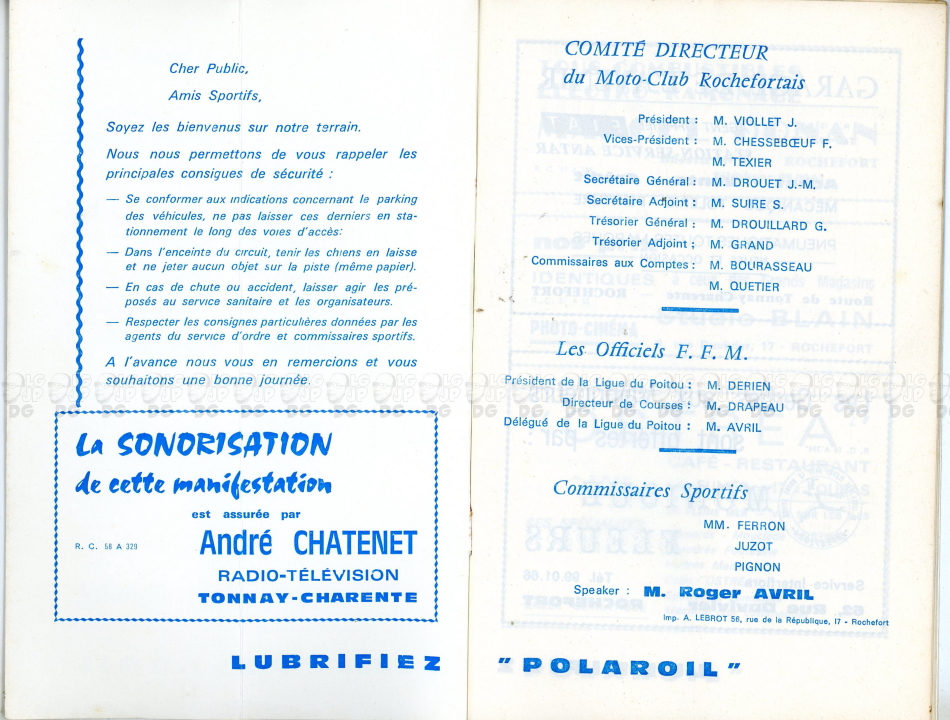 Cher Public,
Amis Sportifs,
Soyez les bienvenus sur notre terrain.
Nous nous permettons de vous rappeler les
principales consigues de sécurité :
— Se conformer aux indications concernant le parking
des véhicules, ne pas laisser ces derniers en sta-
tionnement le long des voies d'accès:
— Dans l'enceinte du circuit, tenir les chiens en laisse
et ne jeter aucun objet sur la piste (même papier).
— En cas de chute ou accident, laisser agir les pré-
posés au service sanitaire et les organisateurs.
— Respecter les consignes particulières données par les
agents du service d'ordre et commissaires sportifs.
A l'avance nous vous en remercions et vous
souhaitons une bonne journée.
La SONORISATION
de cette manifestation
est assurée par
R. C. 58 A 329
André CHATENET
RADIO-TÉLÉVISION
TONNAY-CHARENTE
LUBRIFIEZ
COMITÉ DIRECTEUR
du Moto-Club Rochefortais
Président : M. VIOLLET J.
Vices-Président : M. CHESSEBŒUF F.
M. TEXIER
Secrétaire Général : M. DROUET J.-M.
Secrétaire Adjoint : M. SUIRE S.
Trésorier Général : M. DROUILLARD G.
Trésorier Adjoint : M. GRAND
Commissaires aux Comptes : M. BOURASSEAU
M. QUETIER
Les Officiels F. F. M.
Président de la Ligue du Poitou : M. DERIEN
Directeur de Courses : M. DRAPEAU
Délégué de la Ligue du Poitou : M. AVRIL
Commissaires Sportifs
MM. FERRON
JUZOT
PIGNON
Speaker : M. Roger AVRIL
Imp. A. LEBROT 56, rue de la République, 17 - Rochefort
" POLAROIL "